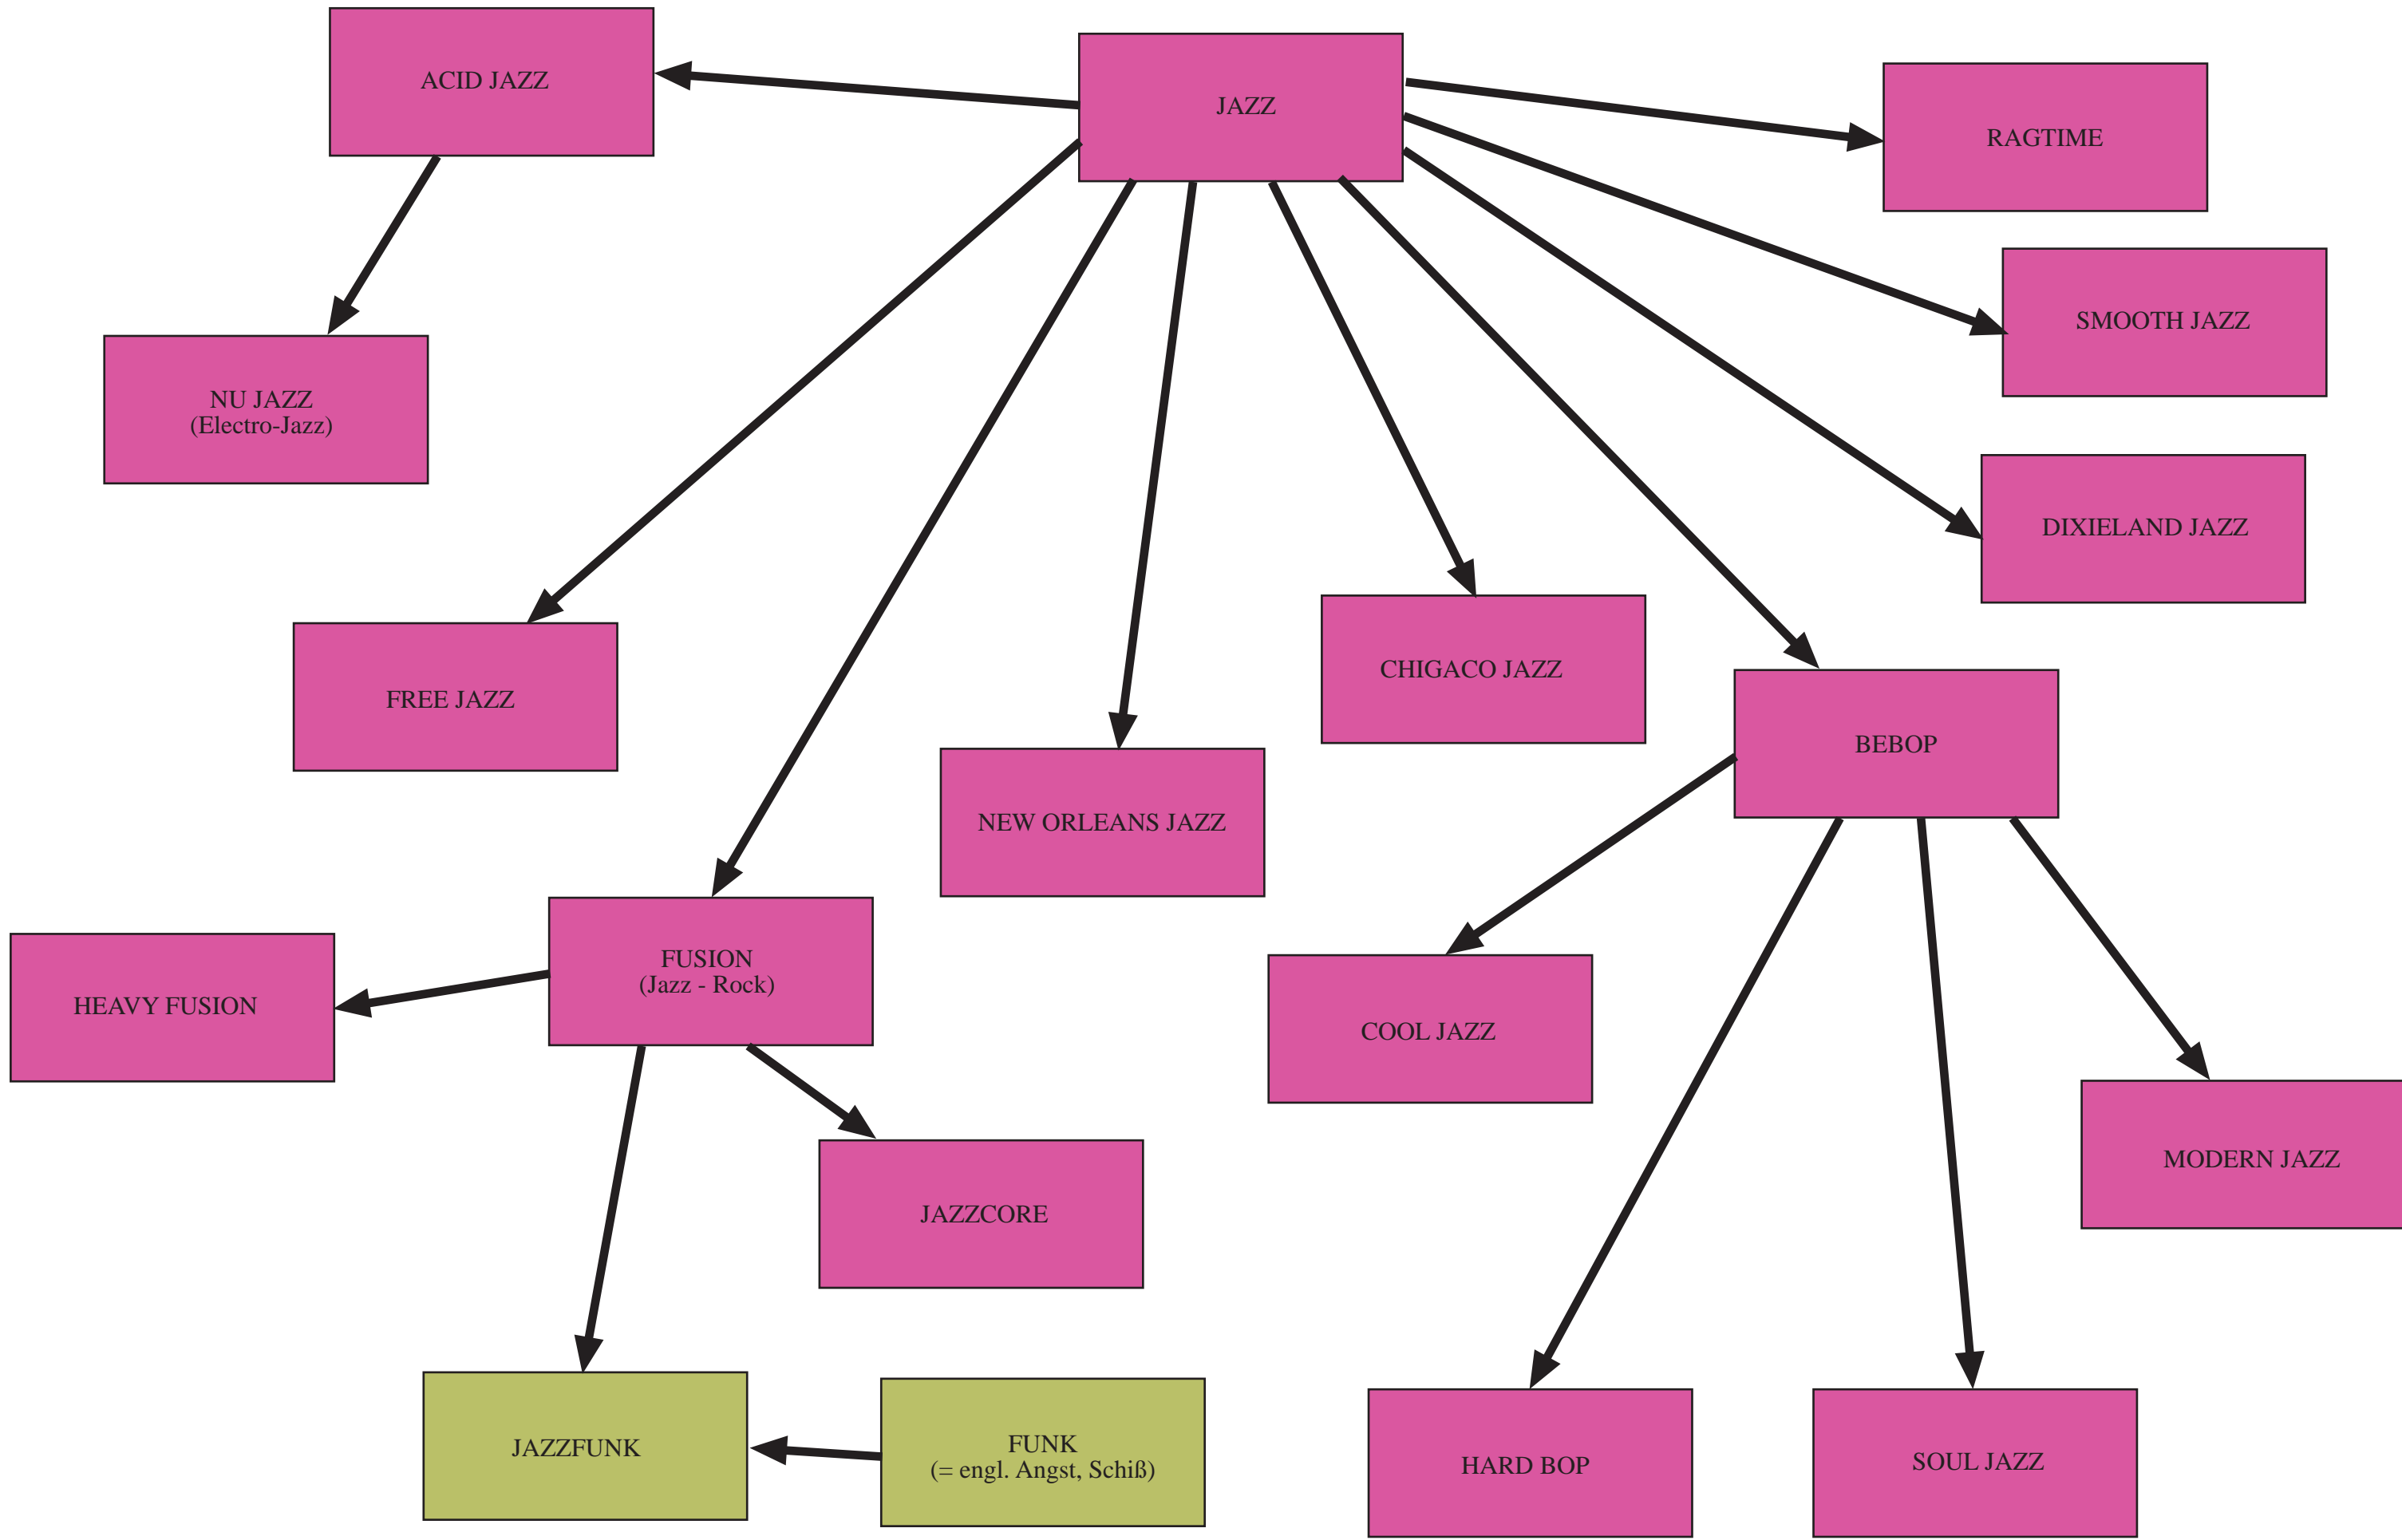 ACID JAZZ
JAZZ
RAGTIME
SMOOTH JAZZ
NU JAZZ
(Electro-Jazz)
DIXIELAND JAZZ
CHIGACO JAZZ
FREE JAZZ
BEBOP
NEW ORLEANS JAZZ
FUSION
(Jazz - Rock)
HEAVY FUSION
COOL JAZZ
MODERN JAZZ
JAZZCORE
JAZZFUNK
FUNK
(= engl. Angst, Schiß)
HARD BOP
SOUL JAZZ